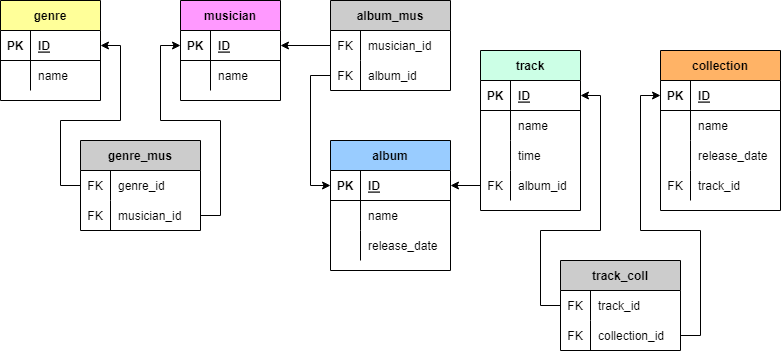 genre
PK ID
name
musician
PK ID
name
album_mus
FK musician_id
FK album_id
track
PK ID
name
time
FK album_id
collection
PK ID
name
release_date
FK track_id
genre_mus
FK genre_id
FK musician_id
album
PK ID
name
release_date
track_coll
FK track_id
FK collection_id